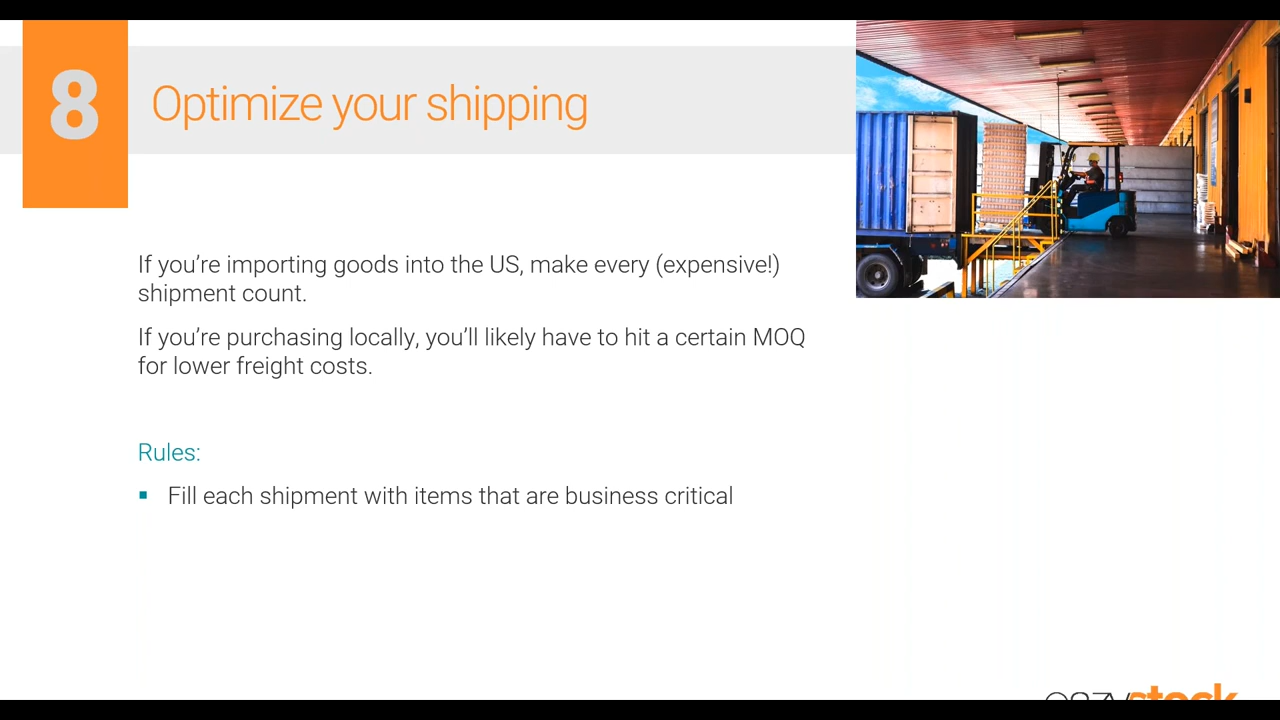 8
Optimize your shipping
If you’re importing goods into the US, make every (expensive!)
shipment count.
If you’re purchasing locally, you’ll likely have to hit a certain MOQ
for lower freight costs.
Rules:
▪ Fill each shipment with items that are business critical